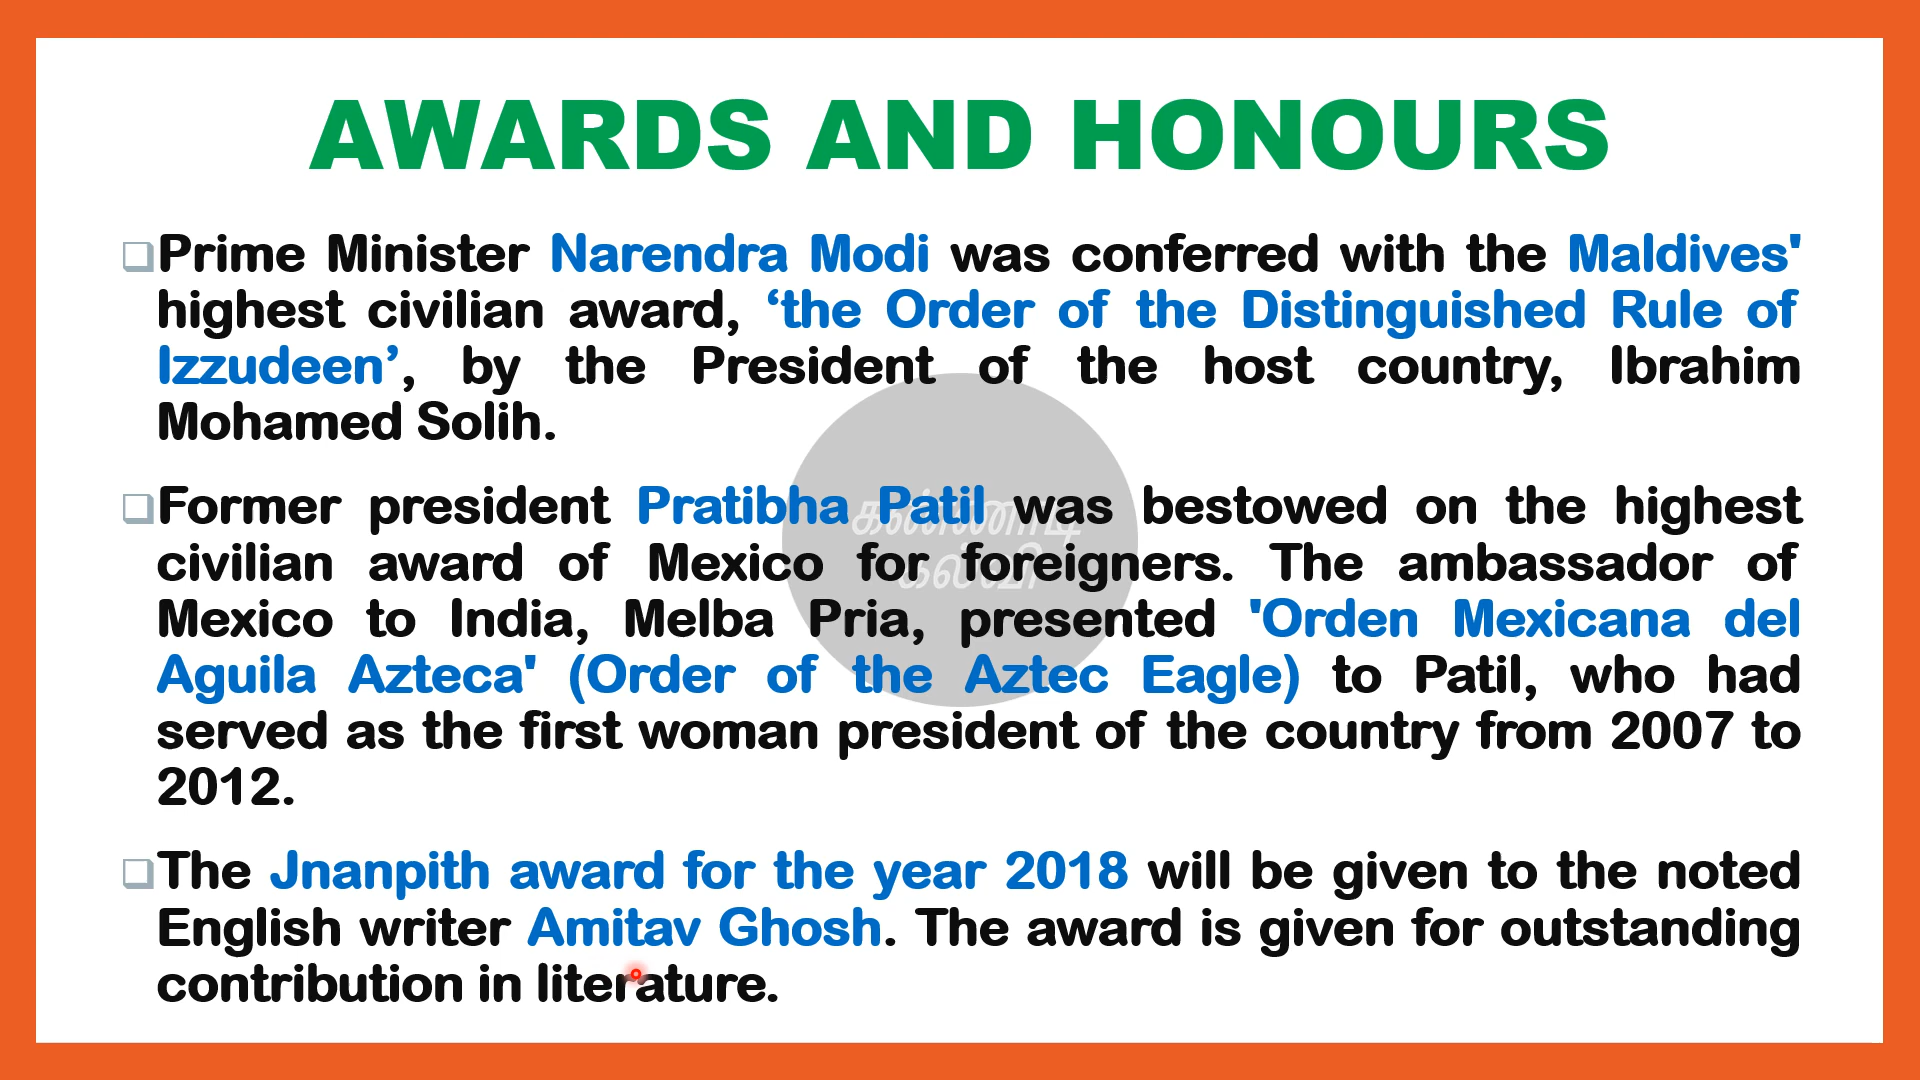 AWARDS AND HONOURS
Prime Minister Narendra Modi was conferred with the Maldives'
highest civilian award, ‘the Order of the Distinguished Rule of
Izzudeen’, by the President of the host country, Ibrahim
Mohamed Solih.
Former president Pratibha Patil was bestowed on the highest
civilian award of Mexico for foreigners. The ambassador of
Mexico to India, Melba Pria, presented 'Orden Mexicana del
Aguila Azteca' (Order of the Aztec Eagle) to Patil, who had
served as the first woman president of the country from 2007 to
2012.
The Jnanpith award for the year 2018 will be given to the noted
English writer Amitav Ghosh. The award is given for outstanding
contribution in literature.
கண்ணாடி
கல்வி